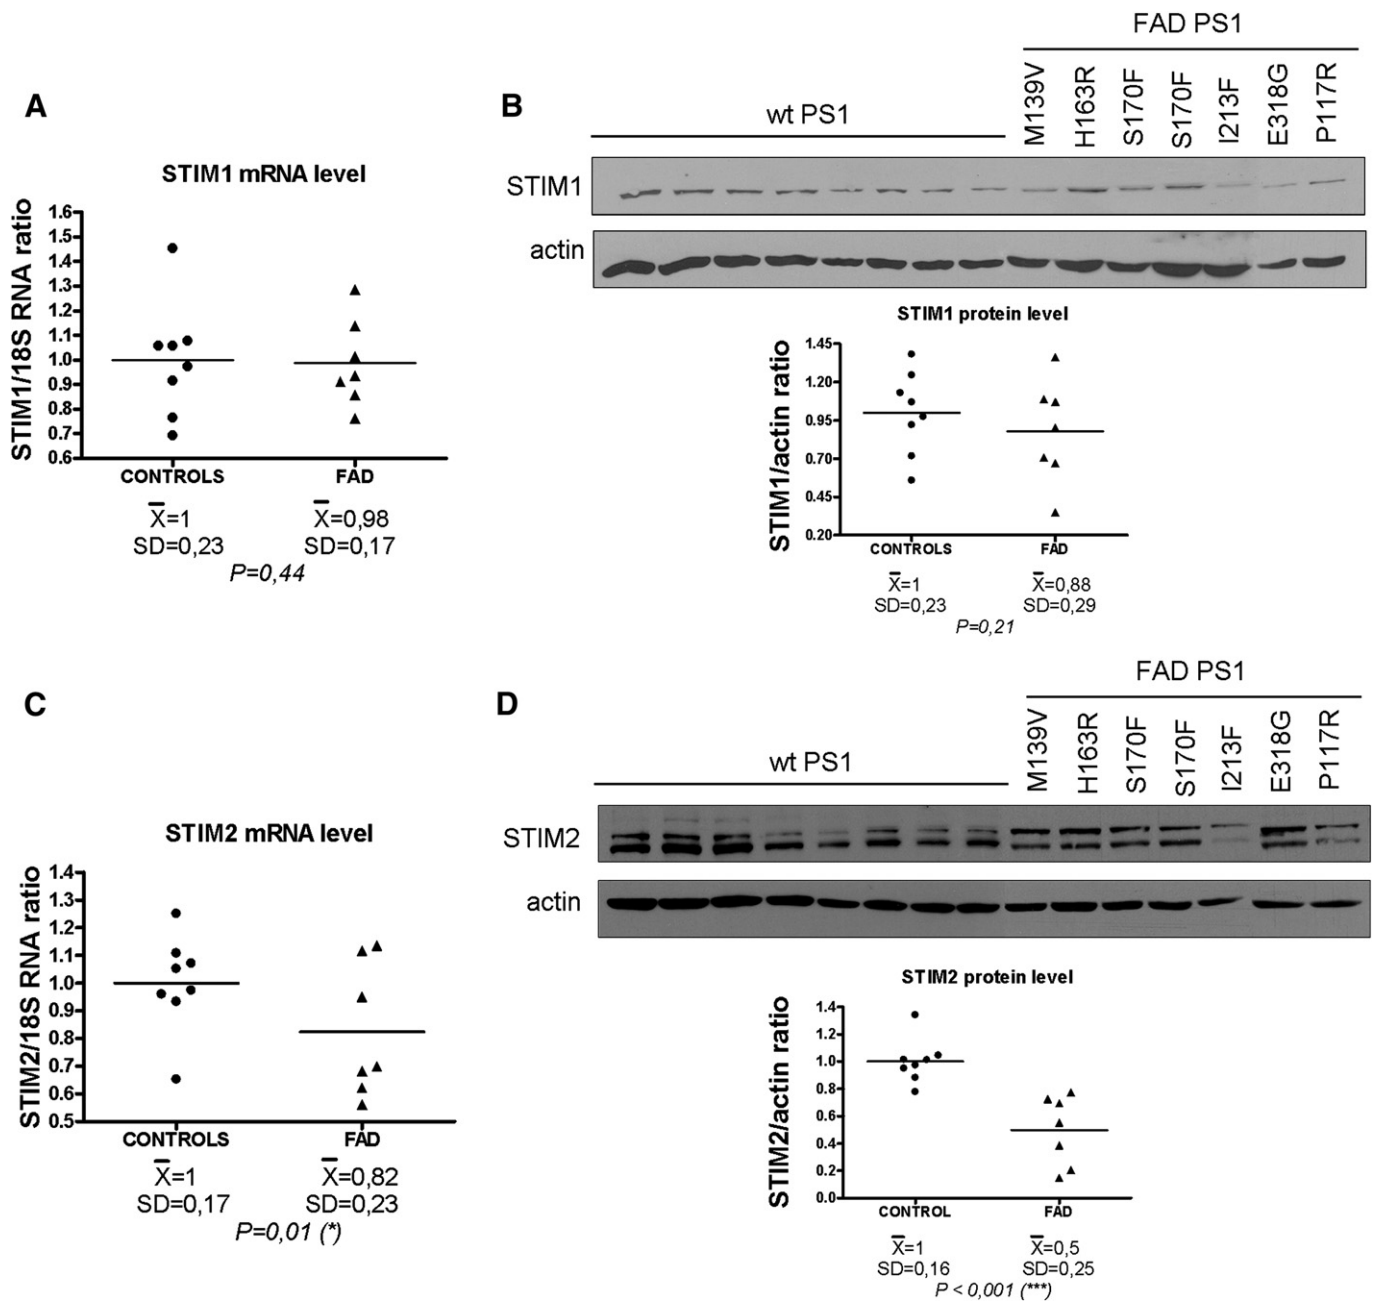 A
STIM1 mRNA level
STIM1/18S RNA ratio
1.6
1.5
1.4
1.3
1.2
1.1
1.0
0.9
0.8
0.7
0.6
CONTROLS FAD
X̄=1 X̄=0,98
SD=0,23 SD=0,17
P=0,44
B
FAD PS1
wt PS1
M139V H163R S170F S170F I213F E318G P117R
STIM1
actin
STIM1 protein level
STIM1/actin ratio
1.45
1.20
0.95
0.70
0.45
0.20
CONTROLS FAD
X̄=1 X̄=0,88
SD=0,23 SD=0,29
P=0,21
C
STIM2 mRNA level
STIM2/18S RNA ratio
1.4
1.3
1.2
1.1
1.0
0.9
0.8
0.7
0.6
0.5
CONTROLS FAD
X̄=1 X̄=0,82
SD=0,17 SD=0,23
P=0,01 (*)
D
FAD PS1
wt PS1
M139V H163R S170F S170F I213F E318G P117R
STIM2
actin
STIM2 protein level
STIM2/actin ratio
1.4
1.2
1.0
0.8
0.6
0.4
0.2
0.0
CONTROL FAD
X̄=1 X̄=0,5
SD=0,16 SD=0,25
P < 0,001 (***)